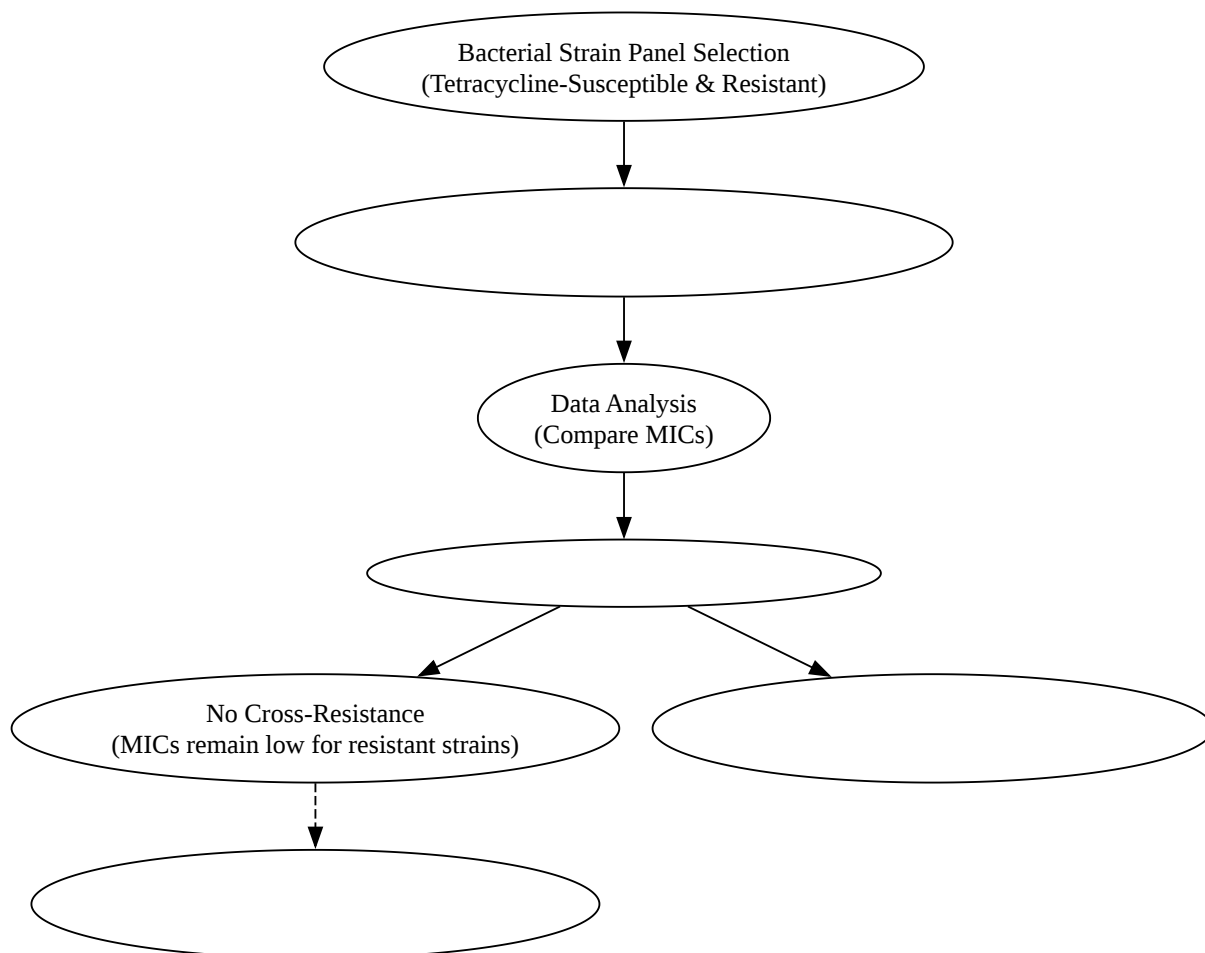 Bacterial Strain Panel Selection
(Tetracycline-Susceptible & Resistant)
Data Analysis
(Compare MICs)
No Cross-Resistance
(MICs remain low for resistant strains)